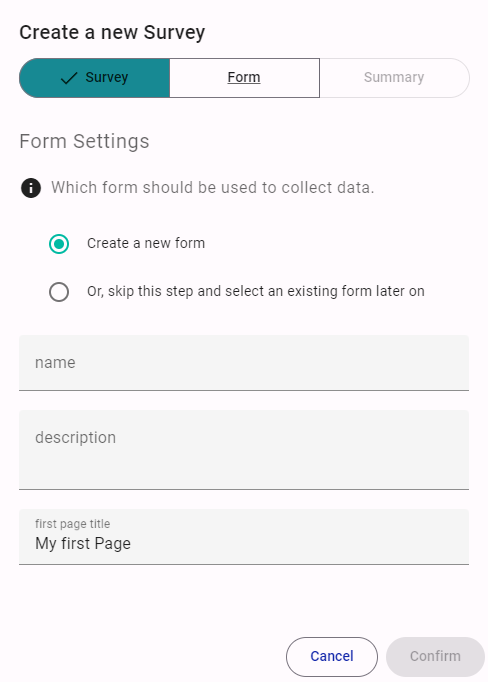 Create a new Survey
Survey Form Summary
Form Settings
Which form should be used to collect data.
Create a new form
Or, skip this step and select an existing form later on
name
description
first page title
My first Page
Cancel Confirm